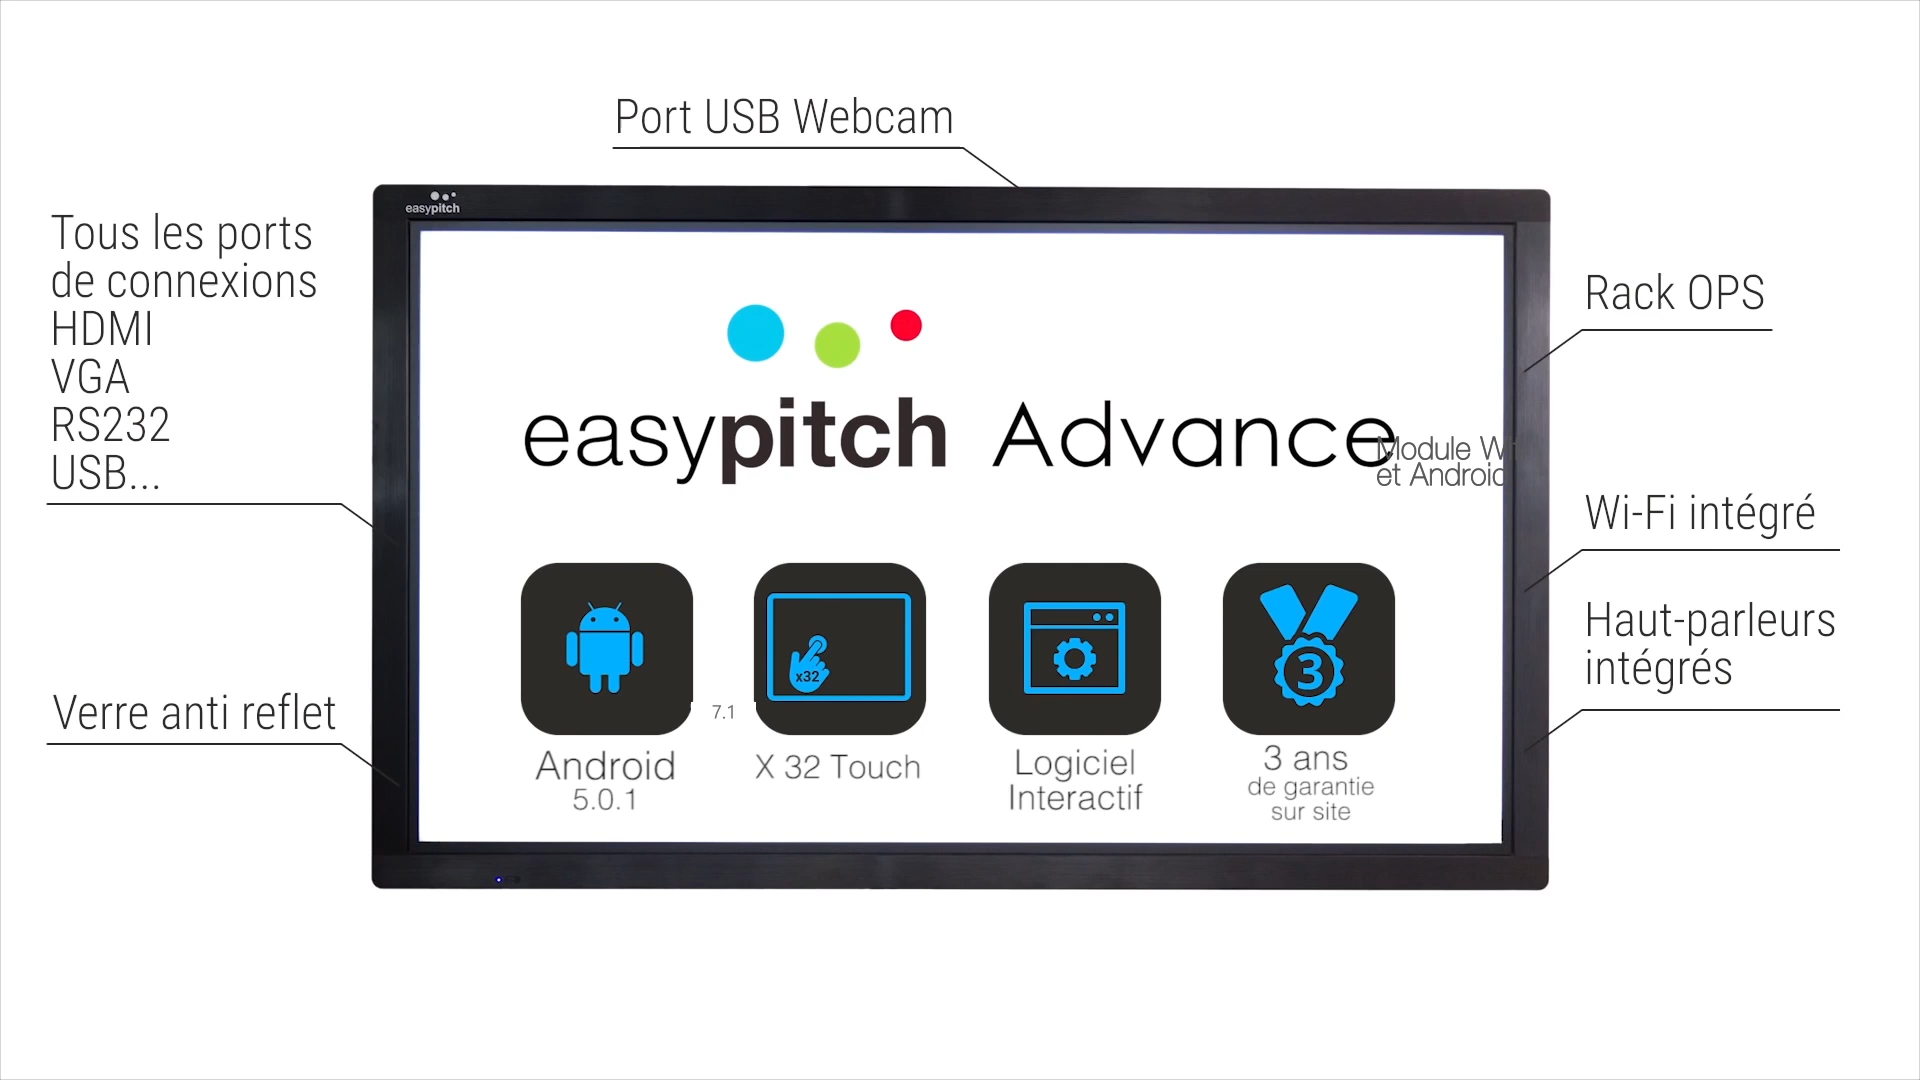 Port USB Webcam
easypitch
Tous les ports
de connexions
HDMI
VGA
RS232
USB...
Verre anti reflet
easypitch Advance
Module
et Android
x32
3
7.1
Android
5.0.1
X 32 Touch
Logiciel
Interactif
3 ans
de garantie
sur site
Rack OPS
Wi-Fi intégré
Haut-parleurs
intégrés